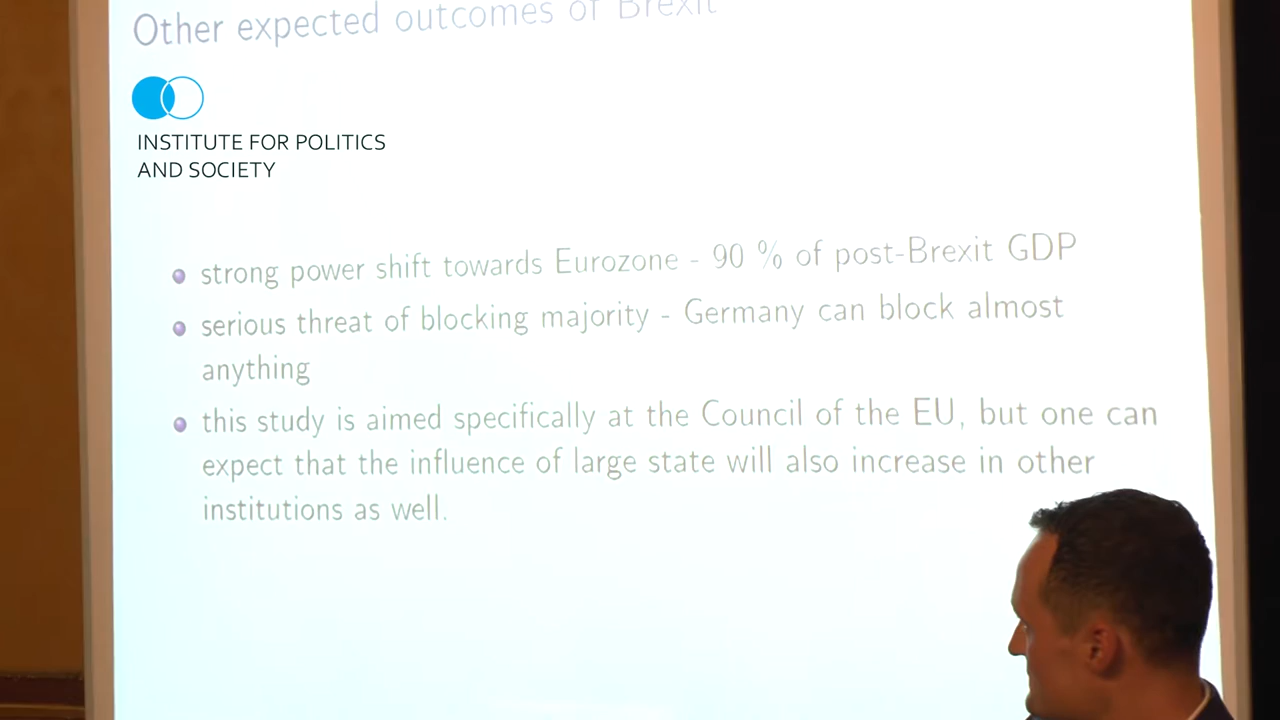 Other expected outcomes of Brexit
INSTITUTE FOR POLITICS
AND SOCIETY
strong power shift towards Eurozone - 90 % of post-Brexit GDP
serious threat of blocking majority - Germany can block almost
anything
this study is aimed specifically at the Council of the EU, but one can
expect that the influence of large state will also increase in other
institutions as well.